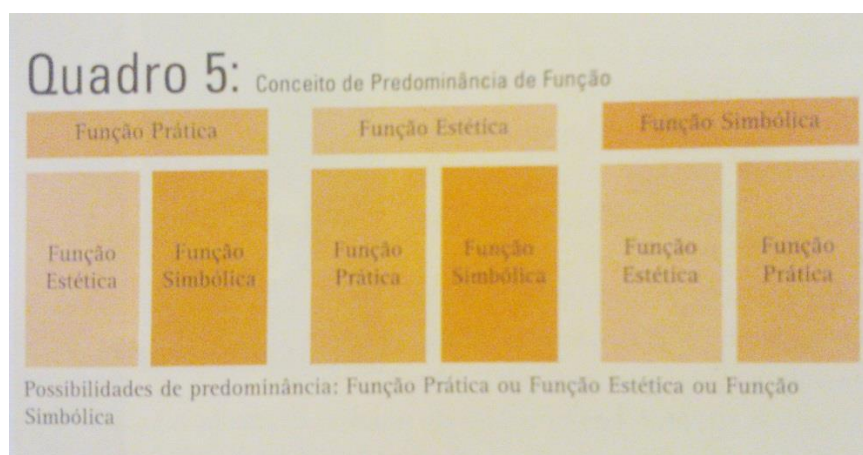 Quadro 5: Conceito de Predominância de Função
Função Prática
Função Estética
Função Simbólica
Função
Estética
Função
Simbólica
Função
Prática
Função
Simbólica
Função
Estética
Função
Prática
Possibilidades de predominância: Função Prática ou Função Estética ou Função
Simbólica